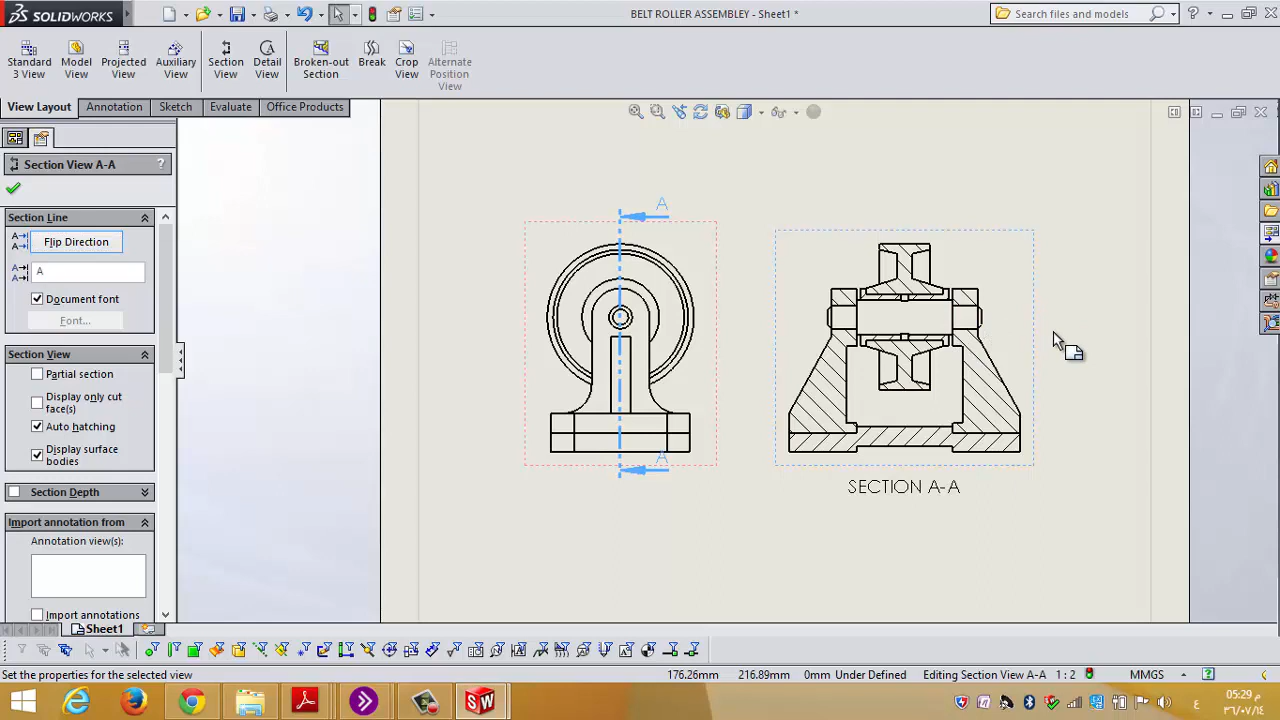 SOLIDWORKS
BELT ROLLER ASSEMBLEY - Sheet1 *
Search files and models
Standard 3 View
Model View
Projected View
Auxiliary View
Section View
Detail View
Broken-out Section
Break
Crop View
Alternate Position View
View Layout
Annotation
Sketch
Evaluate
Office Products
Section View A-A
?
Section Line
Flip Direction
A
Document font
Font...
Section View
Partial section
Display only cut
face(s)
Auto hatching
Display surface
bodies
Section Depth
Import annotation from
Annotation view(s):
Import annotations
A
A
SECTION A-A
Sheet1
Set the properties for the selected view
176.26mm
216.89mm
0mm Under Defined
Editing Section View A-A
1 : 2
MMGS
?
ع
05:29 م
٣٦/٠٧/١٤